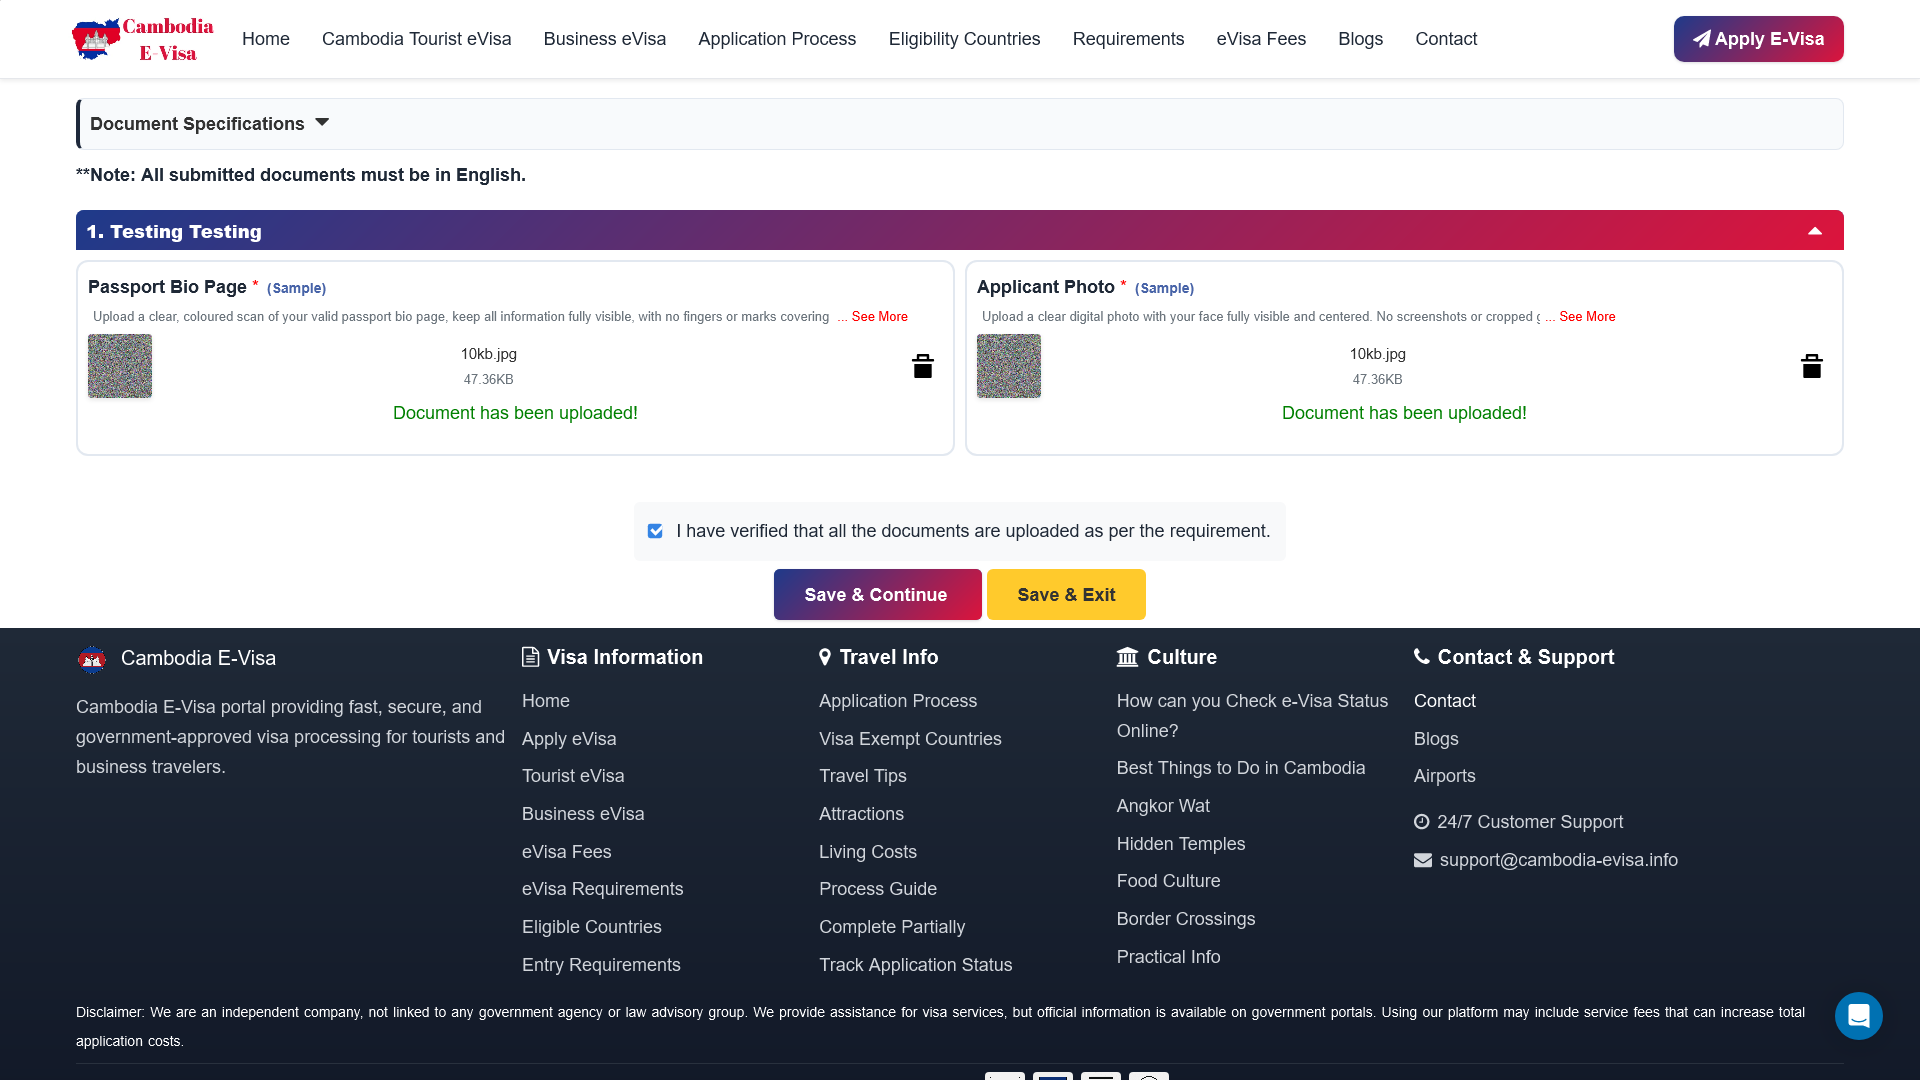 Cambodia
E-Visa
Home
Cambodia Tourist eVisa
Business eVisa
Application Process
Eligibility Countries
Requirements
eVisa Fees
Blogs
Contact
Apply E-Visa
Document Specifications
**Note: All submitted documents must be in English.
1. Testing Testing
Passport Bio Page * (Sample)
Upload a clear, coloured scan of your valid passport bio page, keep all information fully visible, with no fingers or marks covering ... See More
10kb.jpg
47.36KB
Document has been uploaded!
Applicant Photo * (Sample)
Upload a clear digital photo with your face fully visible and centered. No screenshots or cropped ... See More
10kb.jpg
47.36KB
Document has been uploaded!
I have verified that all the documents are uploaded as per the requirement.
Save & Continue
Save & Exit
Cambodia E-Visa
Cambodia E-Visa portal providing fast, secure, and
government-approved visa processing for tourists and
business travelers.
Visa Information
Home
Apply eVisa
Tourist eVisa
Business eVisa
eVisa Fees
eVisa Requirements
Eligible Countries
Entry Requirements
Travel Info
Application Process
Visa Exempt Countries
Travel Tips
Attractions
Living Costs
Process Guide
Complete Partially
Track Application Status
Culture
How can you Check e-Visa Status
Online?
Best Things to Do in Cambodia
Angkor Wat
Hidden Temples
Food Culture
Border Crossings
Practical Info
Contact & Support
Contact
Blogs
Airports
24/7 Customer Support
support@cambodia-evisa.info
Disclaimer: We are an independent company, not linked to any government agency or law advisory group. We provide assistance for visa services, but official information is available on government portals. Using our platform may include service fees that can increase total
application costs.